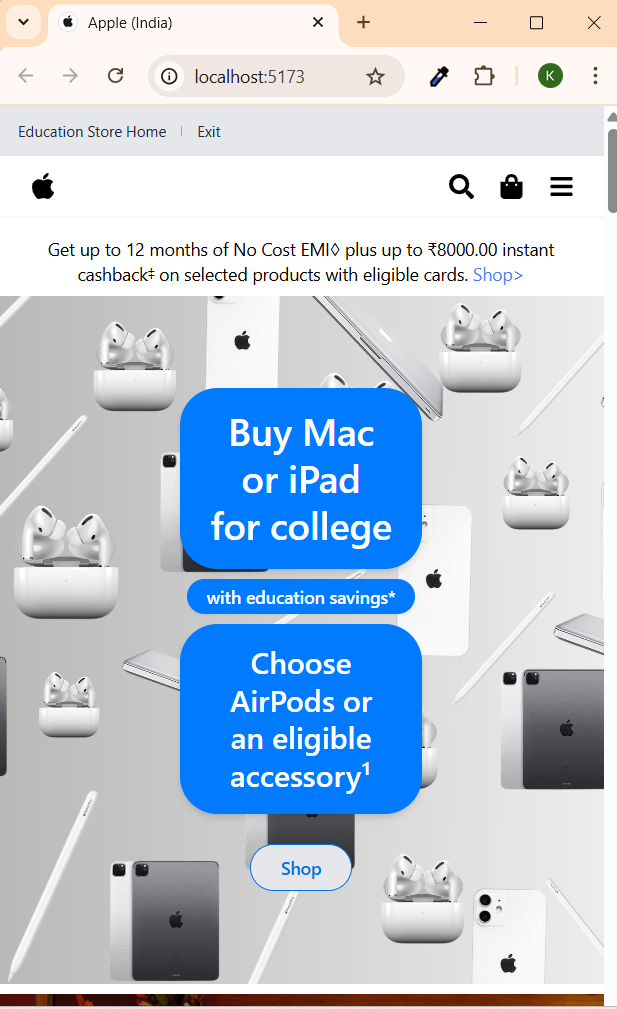 Apple (India)
localhost:5173
K
Education Store Home | Exit
Get up to 12 months of No Cost EMI◊ plus up to ₹8000.00 instant
cashback‡ on selected products with eligible cards. Shop>
Buy Mac
or iPad
for college
with education savings*
Choose
AirPods or
an eligible
accessory¹
Shop